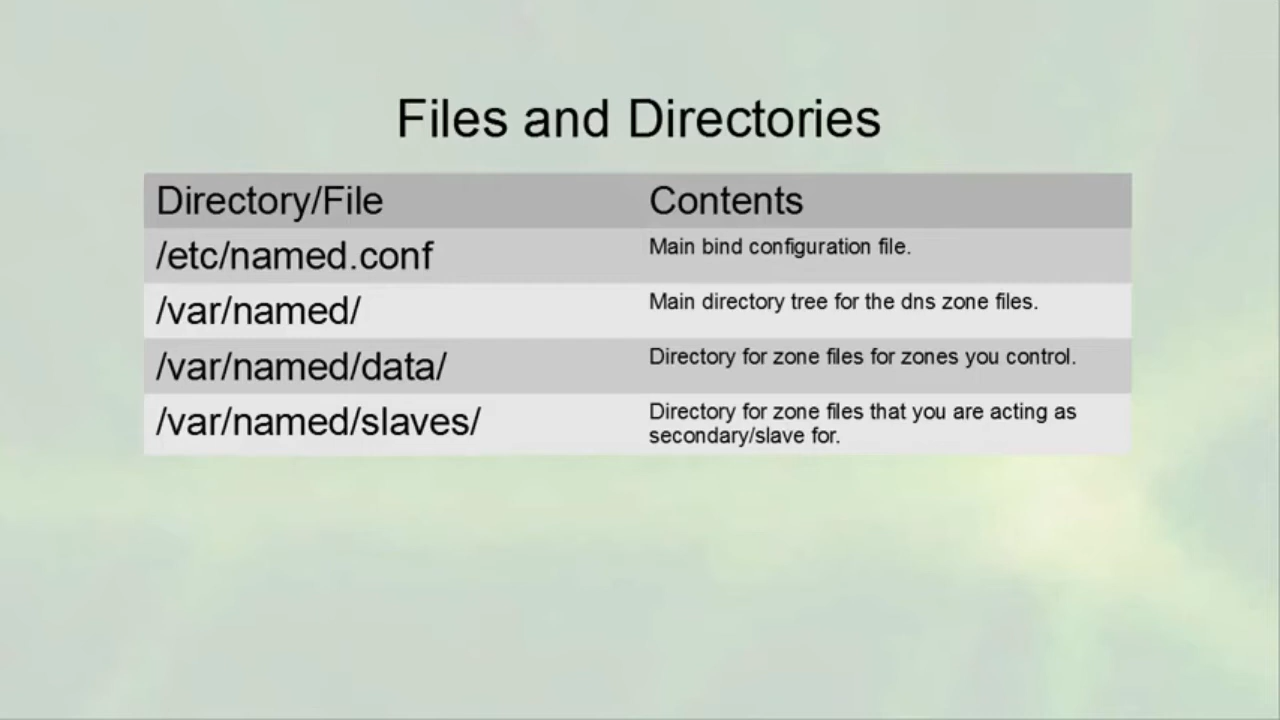 Files and Directories
Directory/File Contents
/etc/named.conf Main bind configuration file.
/var/named/ Main directory tree for the dns zone files.
/var/named/data/ Directory for zone files for zones you control.
/var/named/slaves/ Directory for zone files that you are acting as
secondary/slave for.